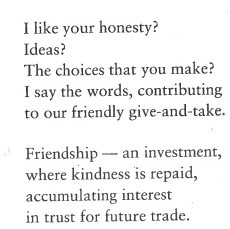 I like your honesty?
Ideas?
The choices that you make?
I say the words, contributing
to our friendly give-and-take.

Friendship — an investment,
where kindness is repaid,
accumulating interest
in trust for future trade.